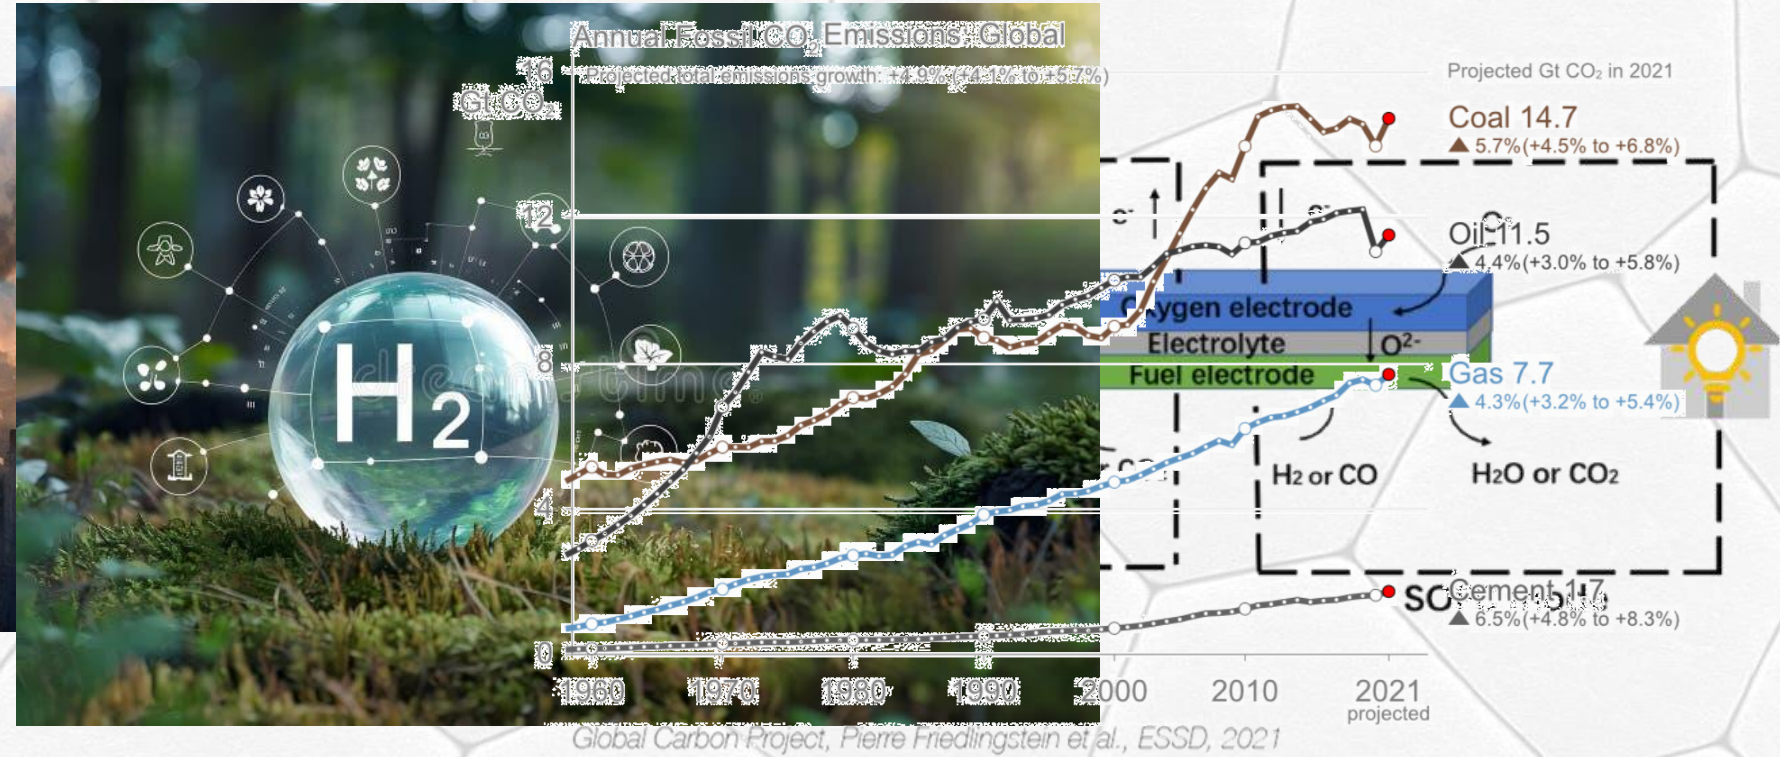 Annual Fossil CO₂ Emissions: Global
Projected total emissions growth: +4.9% (+4.1% to +5.7%)
16
Gt CO₂
Projected Gt CO₂ in 2021
Coal 14.7
▲ 5.7%(+4.5% to +6.8%)
12
e-
e-
O₂
Oil 11.5
▲ 4.4%(+3.0% to +5.8%)
Oxygen electrode
Electrolyte
O²⁻
Fuel electrode
8
dreamstime.
H₂
Gas 7.7
▲ 4.3%(+3.2% to +5.4%)
4
H₂ or CO
H₂O or CO₂
Cement 1.7
▲ 6.5%(+4.8% to +8.3%)
0
1960
1970
1980
1990
2000
2010
2021
projected
Global Carbon Project, Pierre Friedlingstein et al., ESSD, 2021